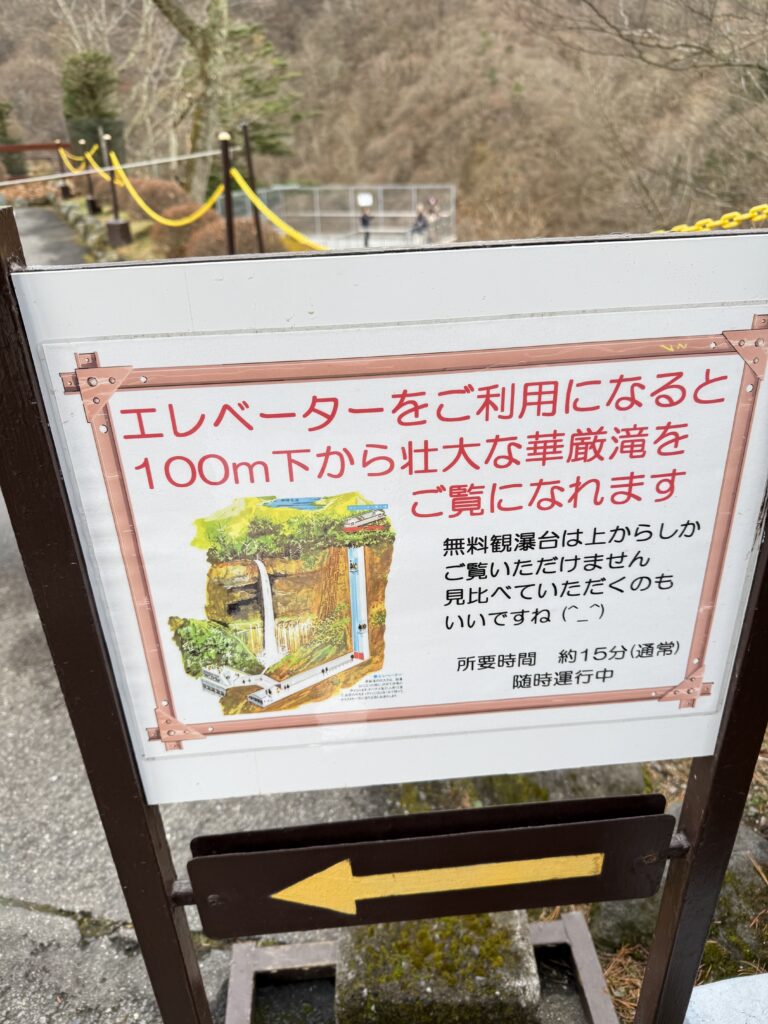 エレベーターをご利用になると
100m下から壮大な華厳滝を
ご覧になれます
無料観瀑台は上からしか
ご覧いただけません
見比べていただくのも
いいですね (^_^)
所要時間 約15分(通常)
随時運行中